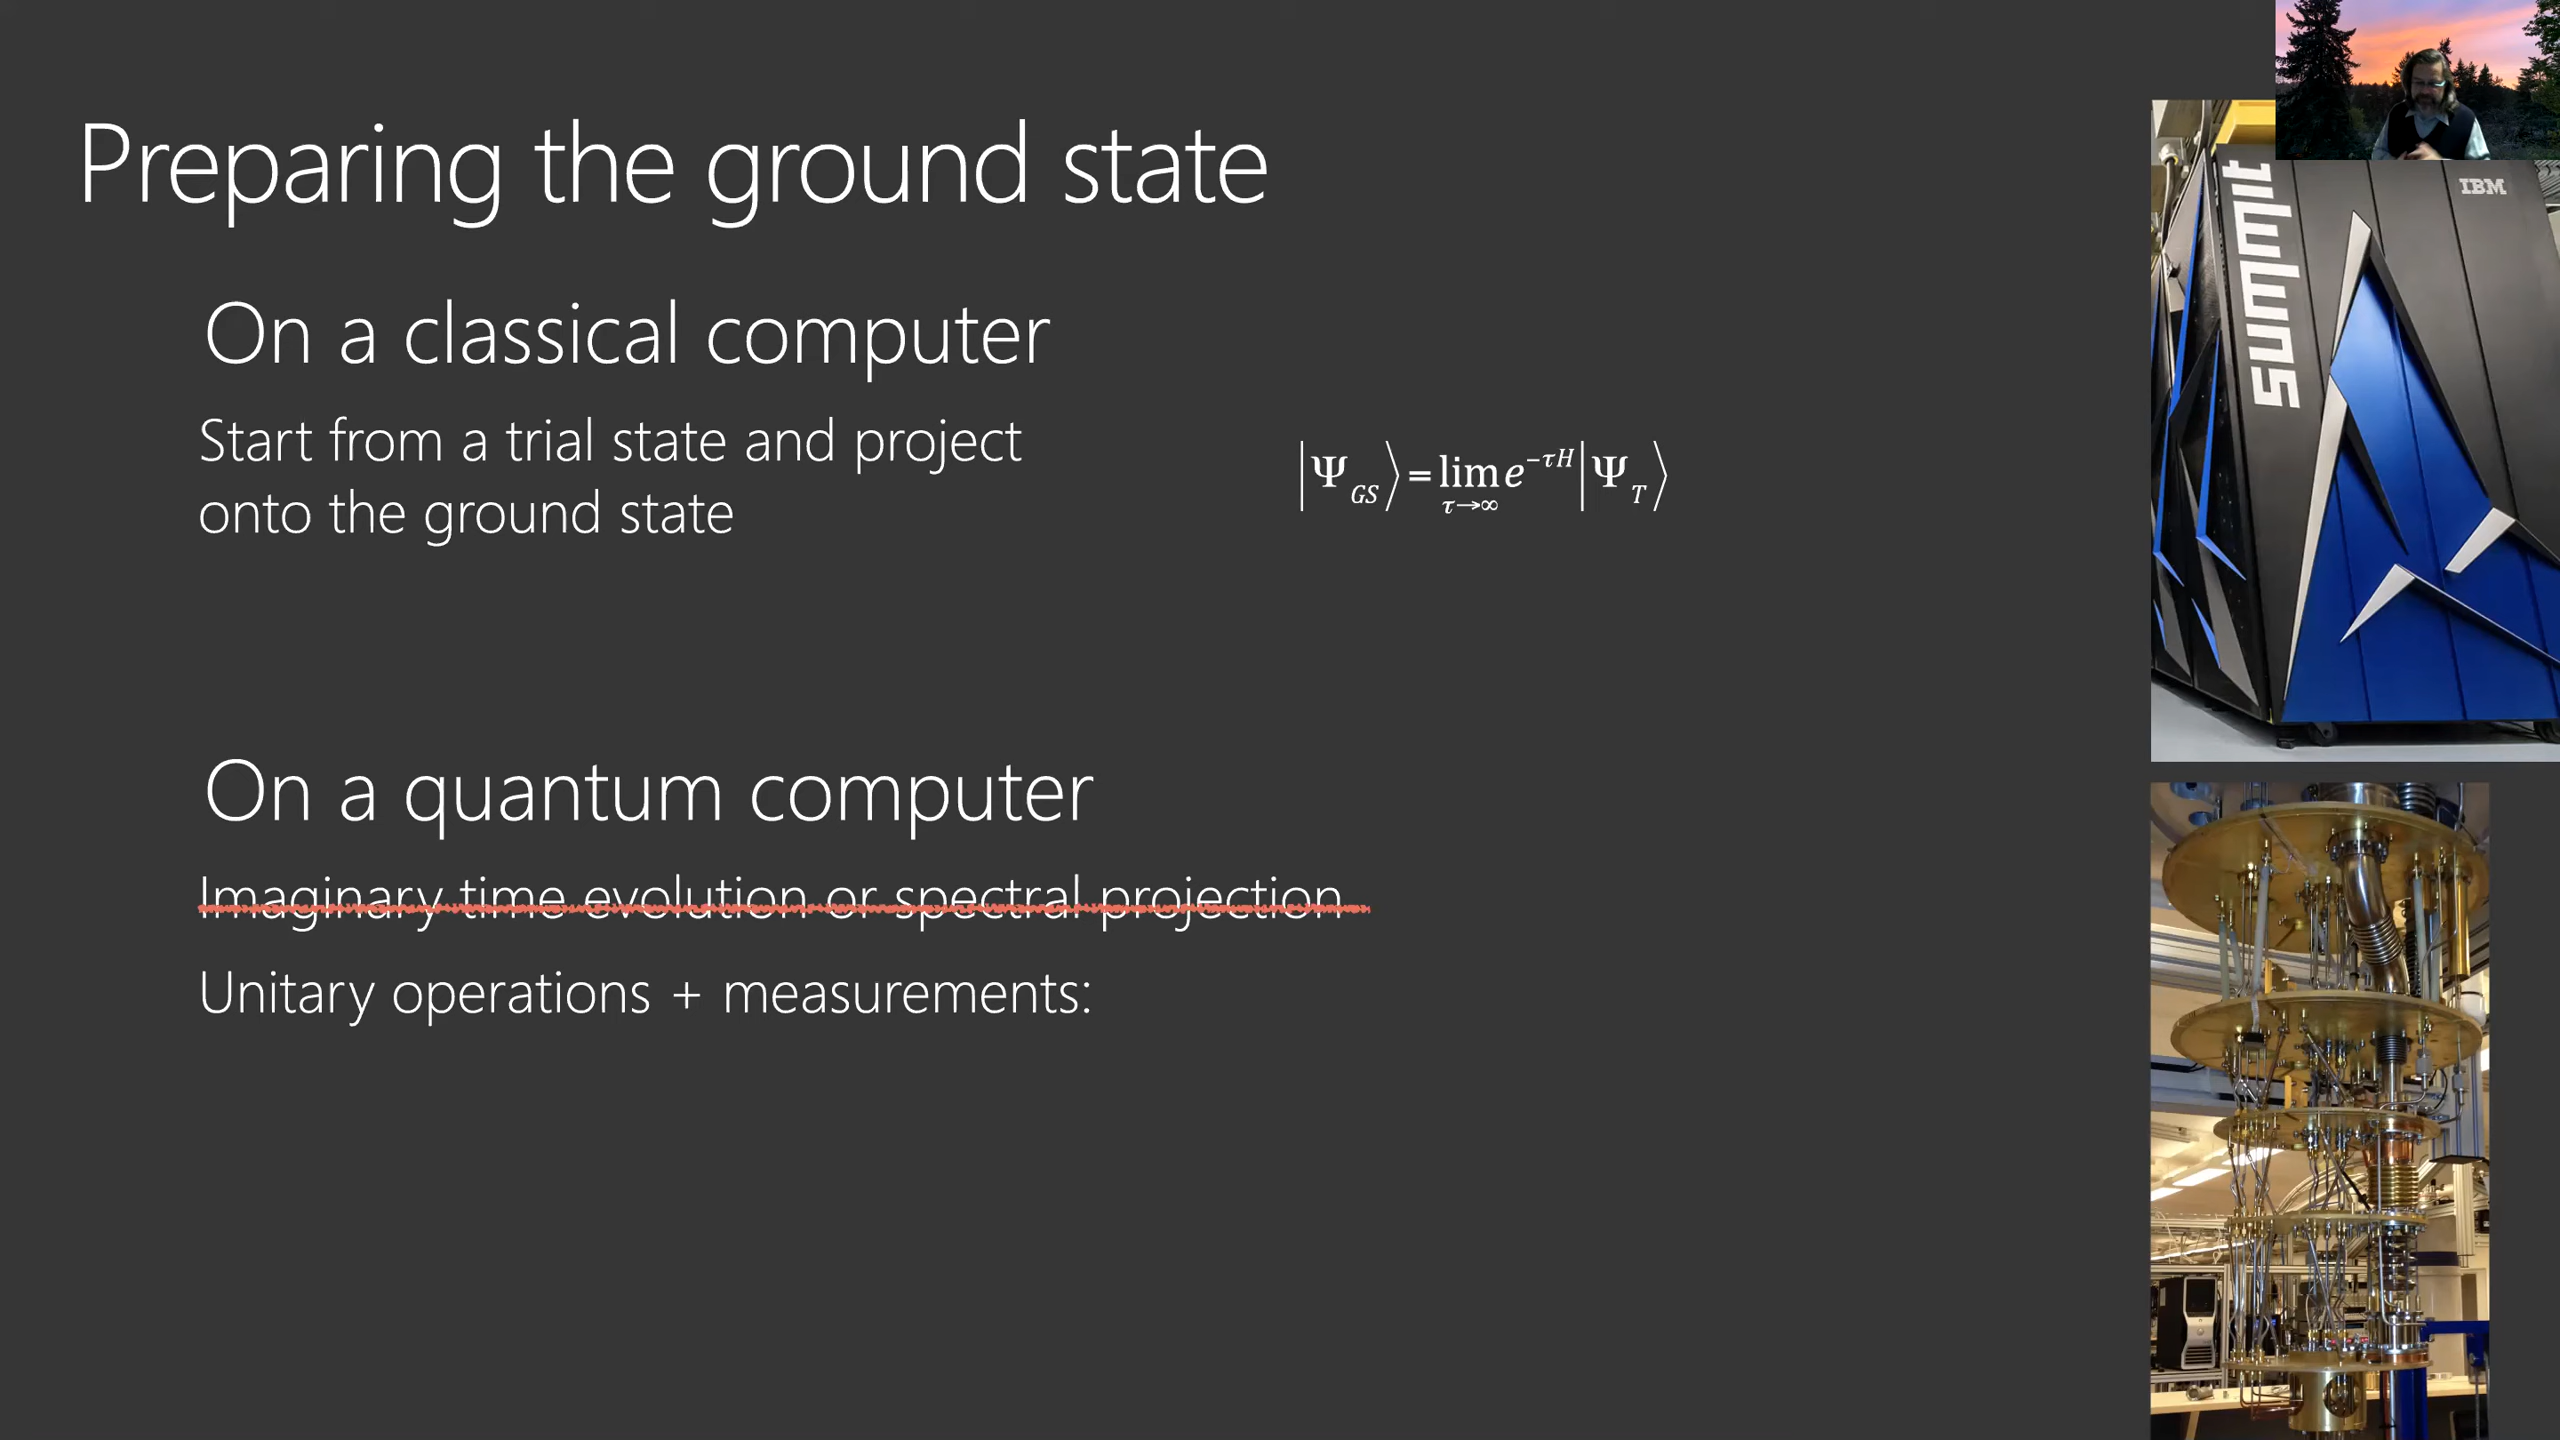 Preparing the ground state
On a classical computer
Start from a trial state and project
onto the ground state
|Ψ_GS⟩ = lim_{τ→∞} e^{−τH} |Ψ_T⟩
On a quantum computer
Imaginary time evolution or spectral projection
Unitary operations + measurements:
summit
IBM